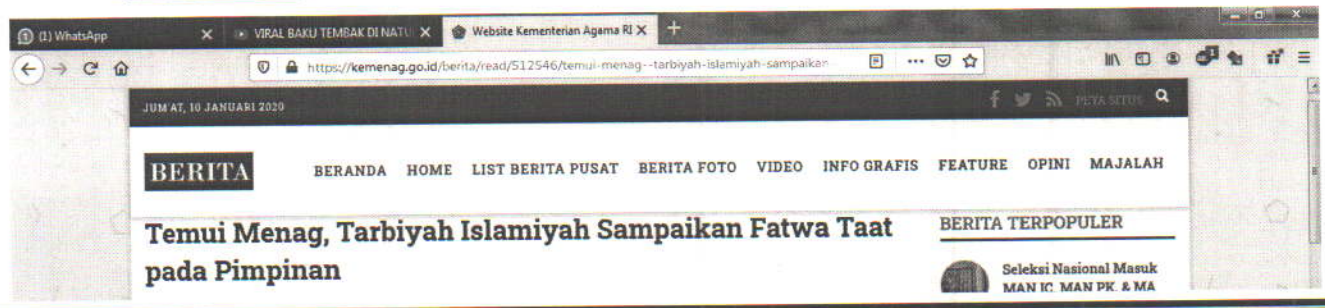 (1) WhatsApp
VIRAL BAKU TEMBAK DI NATU
Website Kementerian Agama RI
https://kemenag.go.id/berita/read/512546/temui-menag--tarbiyah-islamiyah-sampaikan
JUM'AT, 10 JANUARI 2020
PETA SITUS
BERITA
BERANDA HOME LIST BERITA PUSAT BERITA FOTO VIDEO INFO GRAFIS FEATURE OPINI MAJALAH
Temui Menag, Tarbiyah Islamiyah Sampaikan Fatwa Taat
pada Pimpinan
BERITA TERPOPULER
Seleksi Nasional Masuk
MAN IC, MAN PK, & MA